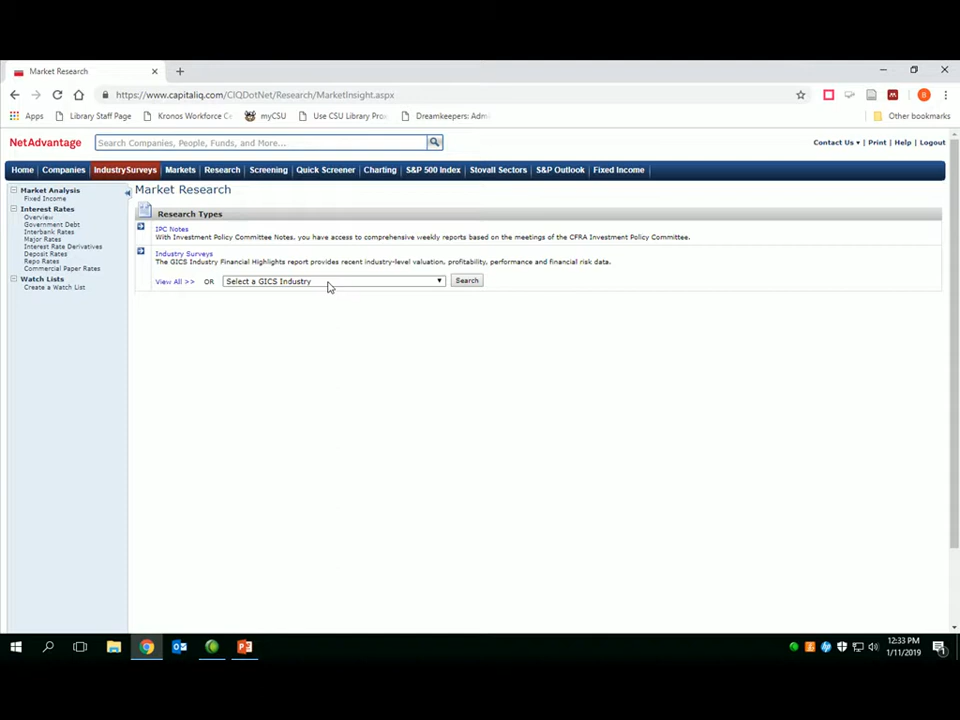 Market Research
https://www.capitaliq.com/CIQDotNet/Research/MarketInsight.aspx
Apps Library Staff Page Kronos Workforce Ce myCSU Use CSU Library Pro Dreamkeepers: Adm Other bookmarks
NetAdvantage Search Companies, People, Funds, and More... Contact Us Print Help Logout
Home Companies IndustrySurveys Markets Research Screening Quick Screener Charting S&P 500 Index Stovall Sectors S&P Outlook Fixed Income
Market Analysis
Fixed Income
Interest Rates
Overview
Government Debt
Interbank Rates
Major Rates
Interest Rate Derivatives
Deposit Rates
Repo Rates
Commercial Paper Rates
Watch Lists
Create a Watch List
Market Research
Research Types
IPC Notes
With Investment Policy Committee Notes, you have access to comprehensive weekly reports based on the meetings of the CFRA Investment Policy Committee.
Industry Surveys
The GICS Industry Financial Highlights report provides recent industry-level valuation, profitability, performance and financial risk data.
View All >> OR Select a GICS Industry Search
12:33 PM
1/11/2019